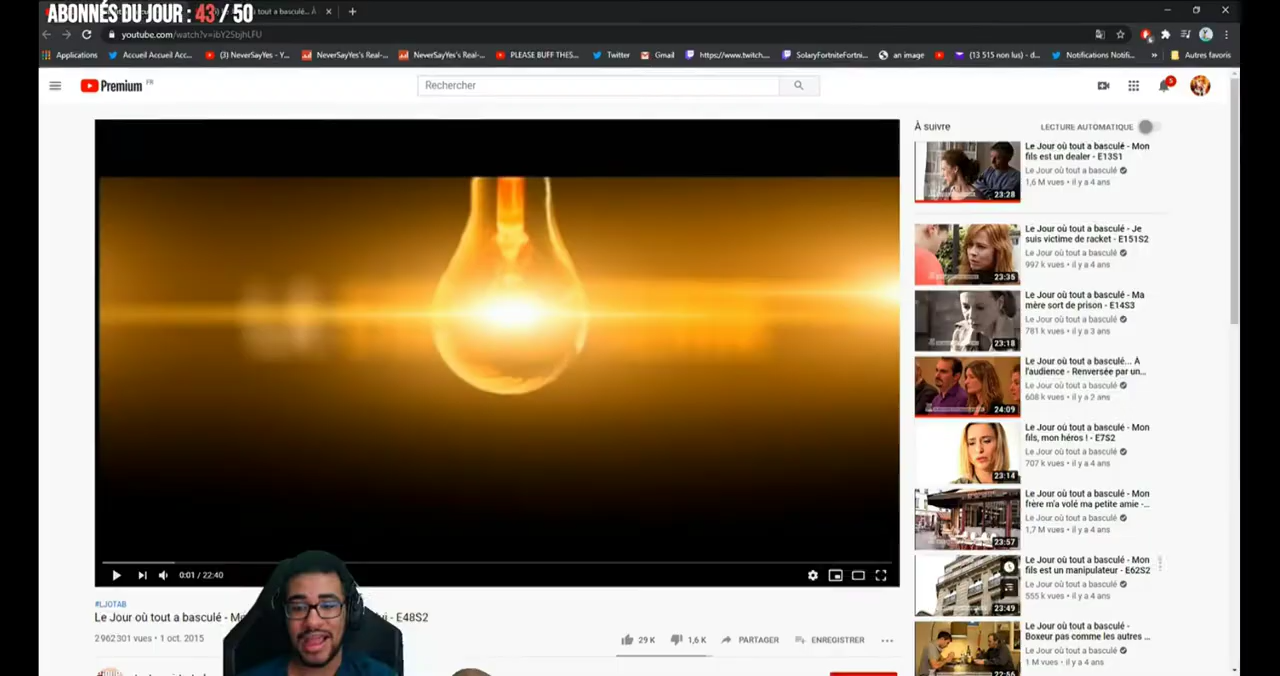 ABONNÉS DU JOUR : 43 / 50
tout a basculé... À
youtube.com/watch?v=ibY2SbjhLFU
Applications
Accueil Accueil Acc...
(3) NeverSayYes - Y...
NeverSayYes's Real-...
NeverSayYes's Real-...
PLEASE BUFF THES...
Twitter
Gmail
https://www.twitch....
SolaryFortniteFortni...
an image
(13 515 non lus) - d...
Notifications Notifi...
»
Autres favoris
Premium FR
Rechercher
5
À suivre
LECTURE AUTOMATIQUE
Le Jour où tout a basculé - Mon
fils est un dealer - E13S1
Le Jour où tout a basculé
1,6 M vues • il y a 4 ans
23:28
Le Jour où tout a basculé - Je
suis victime de racket - E151S2
Le Jour où tout a basculé
997 k vues • il y a 4 ans
23:36
Le Jour où tout a basculé - Ma
mère sort de prison - E14S3
Le Jour où tout a basculé
781 k vues • il y a 3 ans
23:18
Le Jour où tout a basculé... À
l'audience - Renversée par un...
Le Jour où tout a basculé
608 k vues • il y a 2 ans
24:09
Le Jour où tout a basculé - Mon
fils, mon héros ! - E7S2
Le Jour où tout a basculé
707 k vues • il y a 4 ans
23:14
Le Jour où tout a basculé - Mon
frère m'a volé ma petite amie -...
Le Jour où tout a basculé
1,7 M vues • il y a 4 ans
23:57
Le Jour où tout a basculé - Mon
fils est un manipulateur - E62S2
Le Jour où tout a basculé
555 k vues • il y a 4 ans
23:49
Le Jour où tout a basculé -
Boxeur pas comme les autres ...
Le Jour où tout a basculé
1 M vues • il y a 4 ans
22:56
0:01 / 22:40
#LJOTAB
Le Jour où tout a basculé - - E48S2
2 962 301 vues • 1 oct. 2015
29 K
1,6 K
PARTAGER
ENREGISTRER